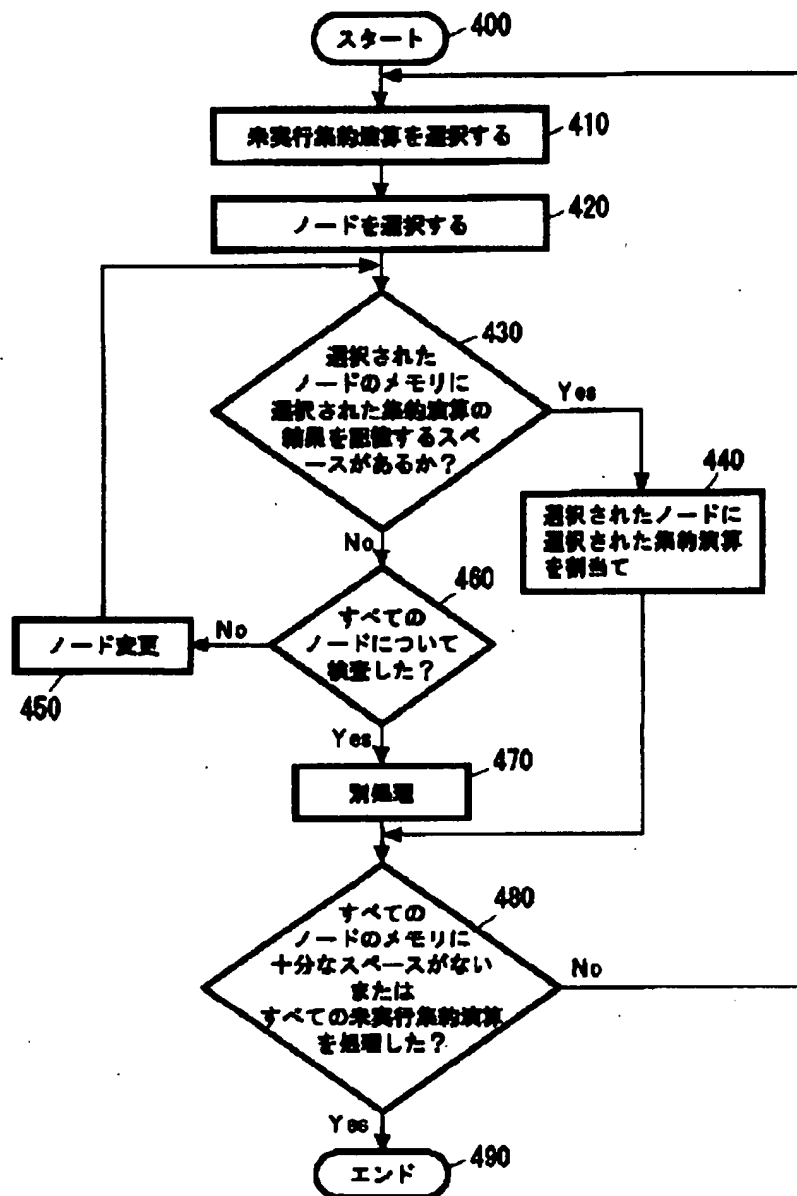 スタート
400
未実行集約演算を選択する
410
ノードを選択する
420
430
選択された
ノードのメモリに
選択された集約演算の
結果を記憶するスペ
ースがあるか？
Yes
440
選択されたノードに
選択された集約演算
を割当て
No
460
すべての
ノードについて
検査した？
No
ノード変更
450
Yes
470
別処理
480
すべての
ノードのメモリに
十分なスペースがない
または
すべての未実行集約演算
を処理した？
No
Yes
エンド
490